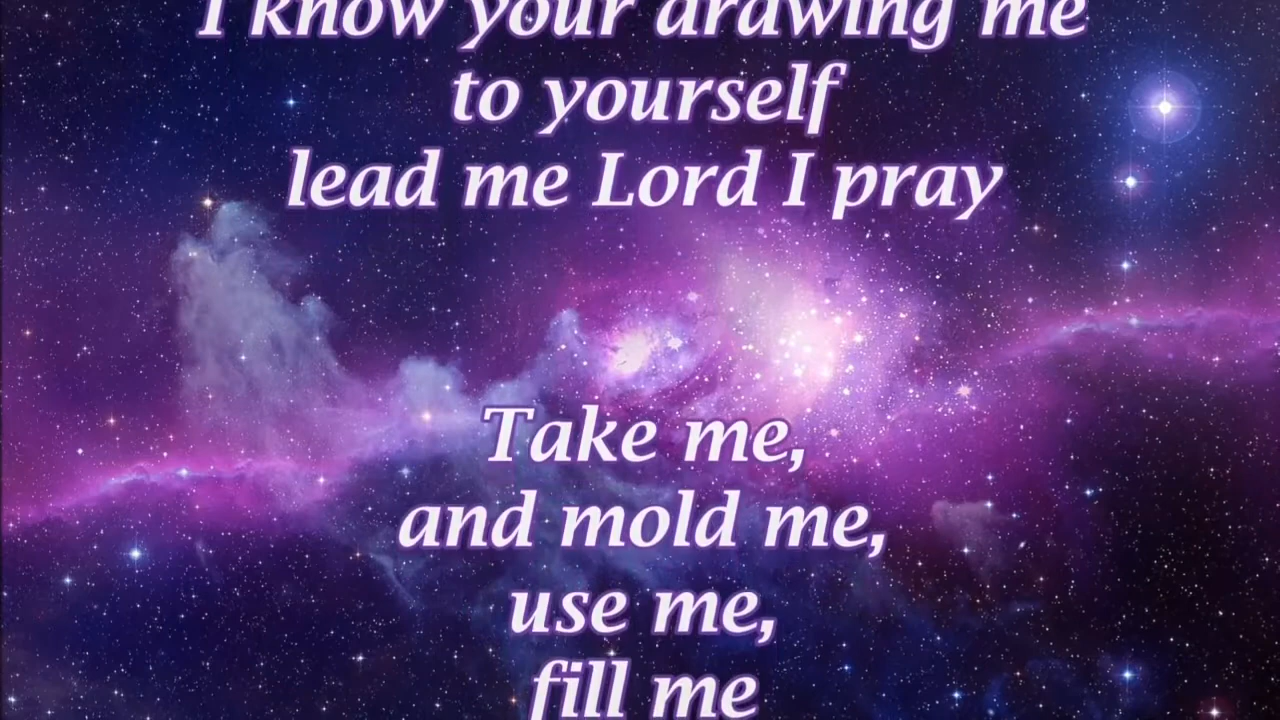 I know your drawing me
to yourself
lead me Lord I pray
Take me,
and mold me,
use me,
fill me